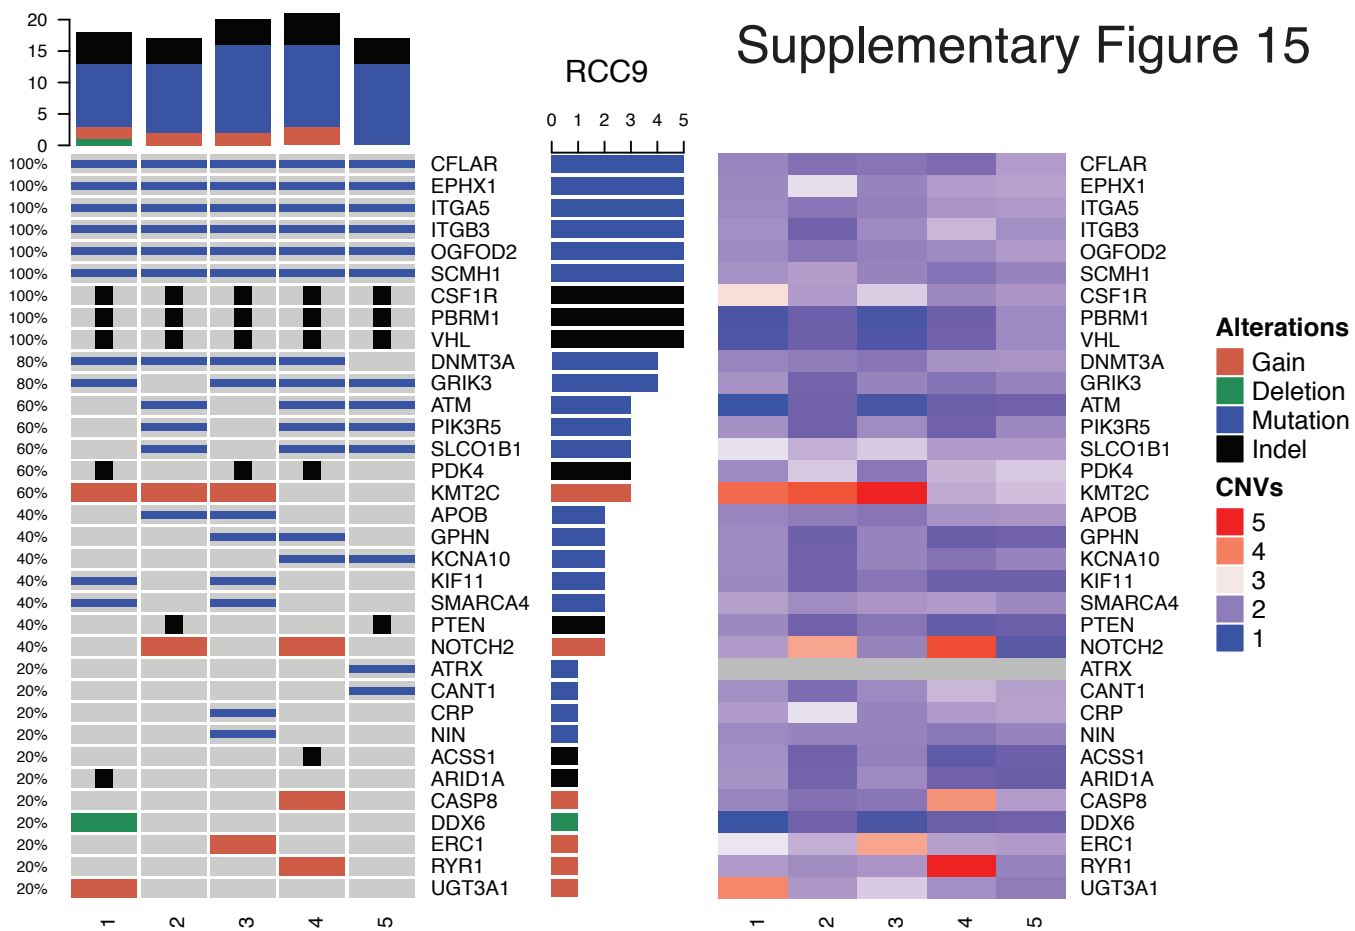 Supplementary Figure 15
RCC9
20
15
10
5
0
0 1 2 3 4 5
100% CFLAR CFLAR
100% EPHX1 EPHX1
100% ITGA5 ITGA5
100% ITGB3 ITGB3
100% OGFOD2 OGFOD2
100% SCMH1 SCMH1
100% CSF1R CSF1R
100% PBRM1 PBRM1
100% VHL VHL
80% DNMT3A DNMT3A
80% GRIK3 GRIK3
60% ATM ATM
60% PIK3R5 PIK3R5
60% SLCO1B1 SLCO1B1
60% PDK4 PDK4
60% KMT2C KMT2C
40% APOB APOB
40% GPHN GPHN
40% KCNA10 KCNA10
40% KIF11 KIF11
40% SMARCA4 SMARCA4
40% PTEN PTEN
40% NOTCH2 NOTCH2
20% ATRX ATRX
20% CANT1 CANT1
20% CRP CRP
20% NIN NIN
20% ACSS1 ACSS1
20% ARID1A ARID1A
20% CASP8 CASP8
20% DDX6 DDX6
20% ERC1 ERC1
20% RYR1 RYR1
20% UGT3A1 UGT3A1
1 2 3 4 5
1 2 3 4 5
Alterations
Gain
Deletion
Mutation
Indel
CNVs
5
4
3
2
1